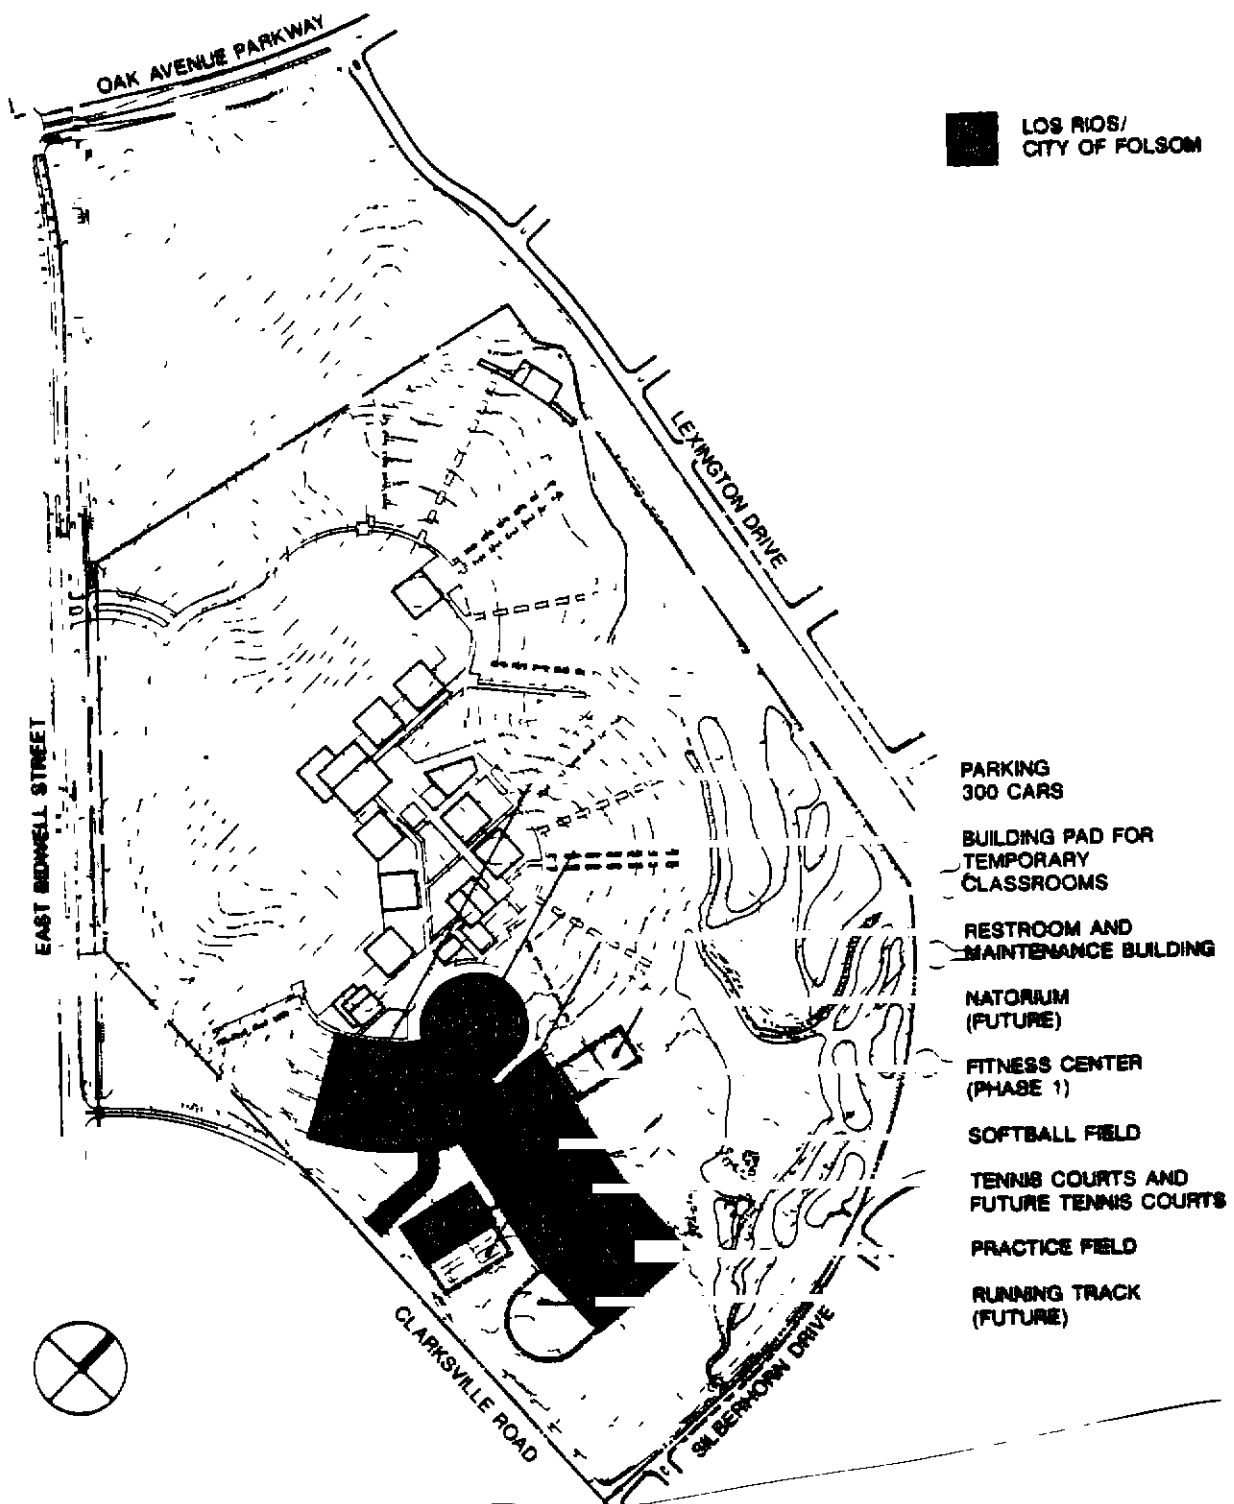 OAK AVENUE PARKWAY
LOS RIOS/
CITY OF FOLSOM
LEXINGTON DRIVE
EAST BIDWELL STREET
PARKING
300 CARS
BUILDING PAD FOR
TEMPORARY
CLASSROOMS
RESTROOM AND
MAINTENANCE BUILDING
NATORIUM
(FUTURE)
FITNESS CENTER
(PHASE 1)
SOFTBALL FIELD
TENNIS COURTS AND
FUTURE TENNIS COURTS
PRACTICE FIELD
RUNNING TRACK
(FUTURE)
CLARKSVILLE ROAD
SILBERHORN DRIVE